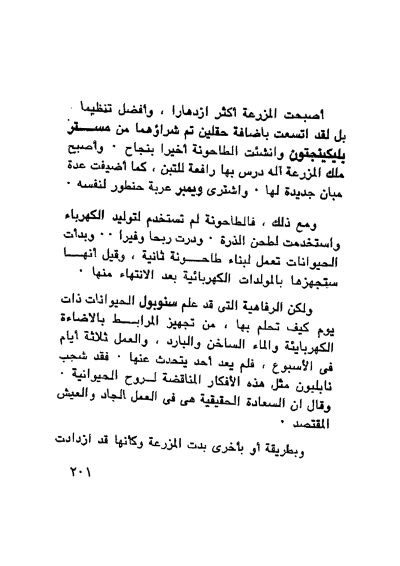 أصبحت المزرعة أكثر ازدهارا ، وأفضل تنظيما .
بل لقد اتسعت باضافة حقلين تم شراؤهما من مستر
بليكينجتون وانشئت الطاحونة أخيرا بنجاح . وأصبح
ملك المزرعة آله درس بها رافعة للتبن ، كما أضيفت عدة
مبان جديدة لها . واشترى ويمبر عربة حنطور لنفسه .
ومع ذلك ، فالطاحونة لم تستخدم لتوليد الكهرباء
واستخدمت لطحن الذرة . ودرت ربحا وفيرا .. وبدأت
الحيوانات تعمل لبناء طاحونة ثانية ، وقيل أنها
ستجهزها بالمولدات الكهربائية بعد الانتهاء منها .
ولكن الرفاهية التى قد علم سنوبول الحيوانات ذات
يوم كيف تحلم بها ، من تجهيز المرابط بالاضاءة
الكهربايئة والماء الساخن والبارد ، والعمل ثلاثة أيام
فى الأسبوع ، فلم يعد أحد يتحدث عنها . فقد شجب
نابليون مثل هذه الأفكار المناقضة لروح الحيوانية .
وقال ان السعادة الحقيقية هى فى العمل الجاد والعيش
المقتصد .
وبطريقة أو بأخرى بدت المزرعة وكأنها قد ازدادت
٢٠١